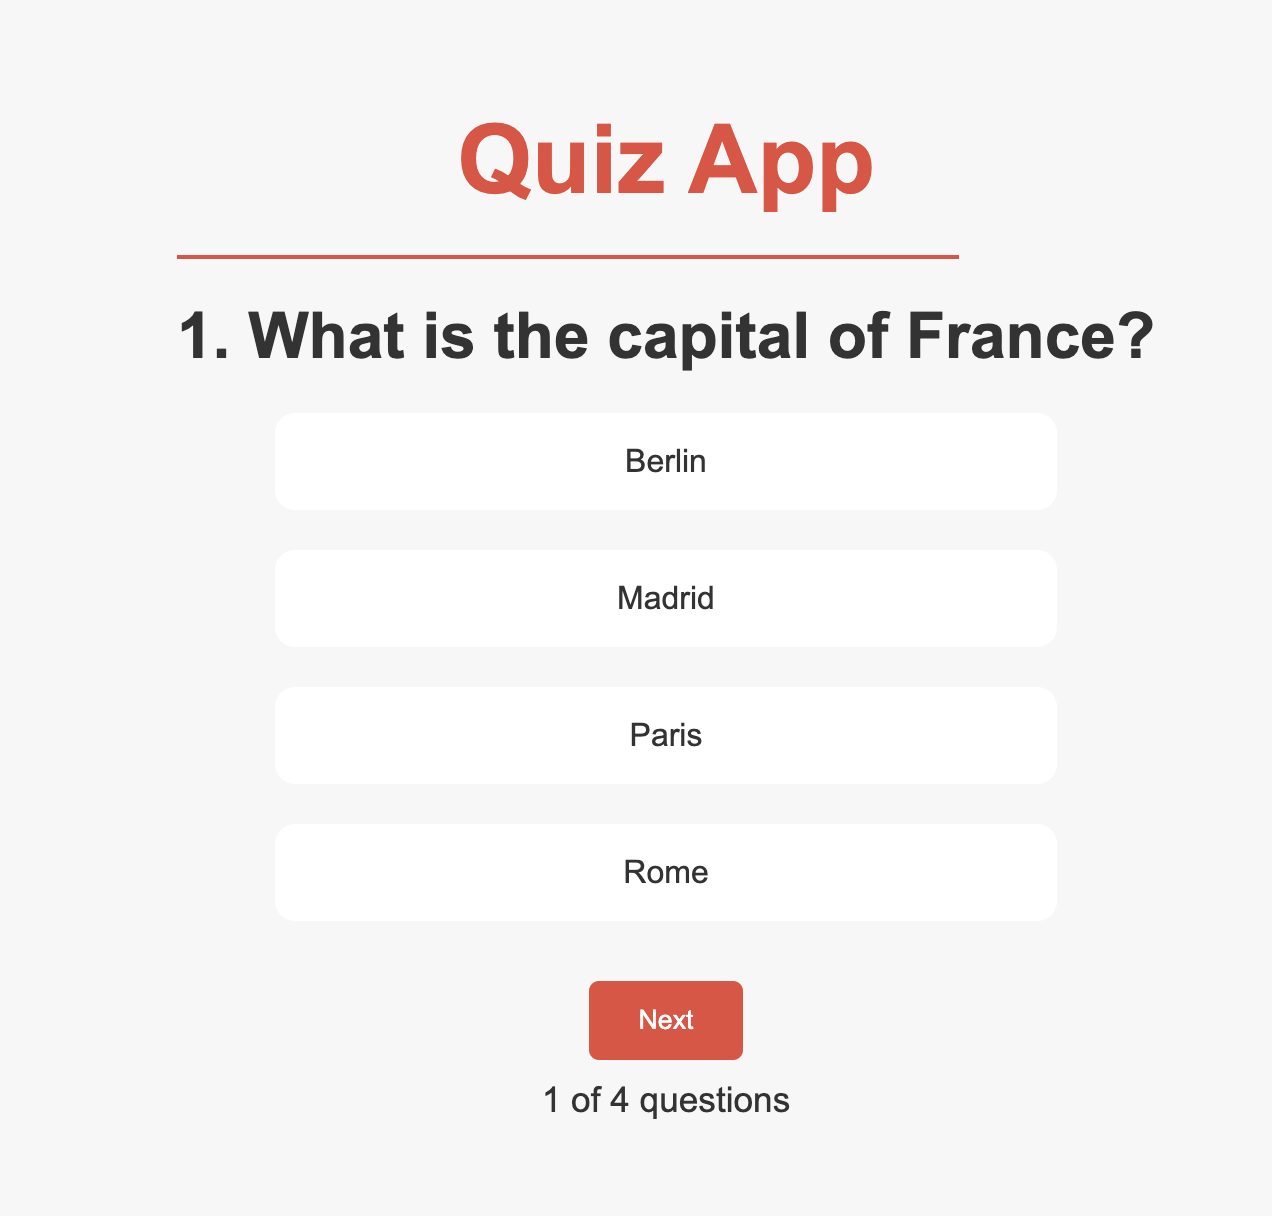 Quiz App
1. What is the capital of France?
Berlin
Madrid
Paris
Rome
Next
1 of 4 questions